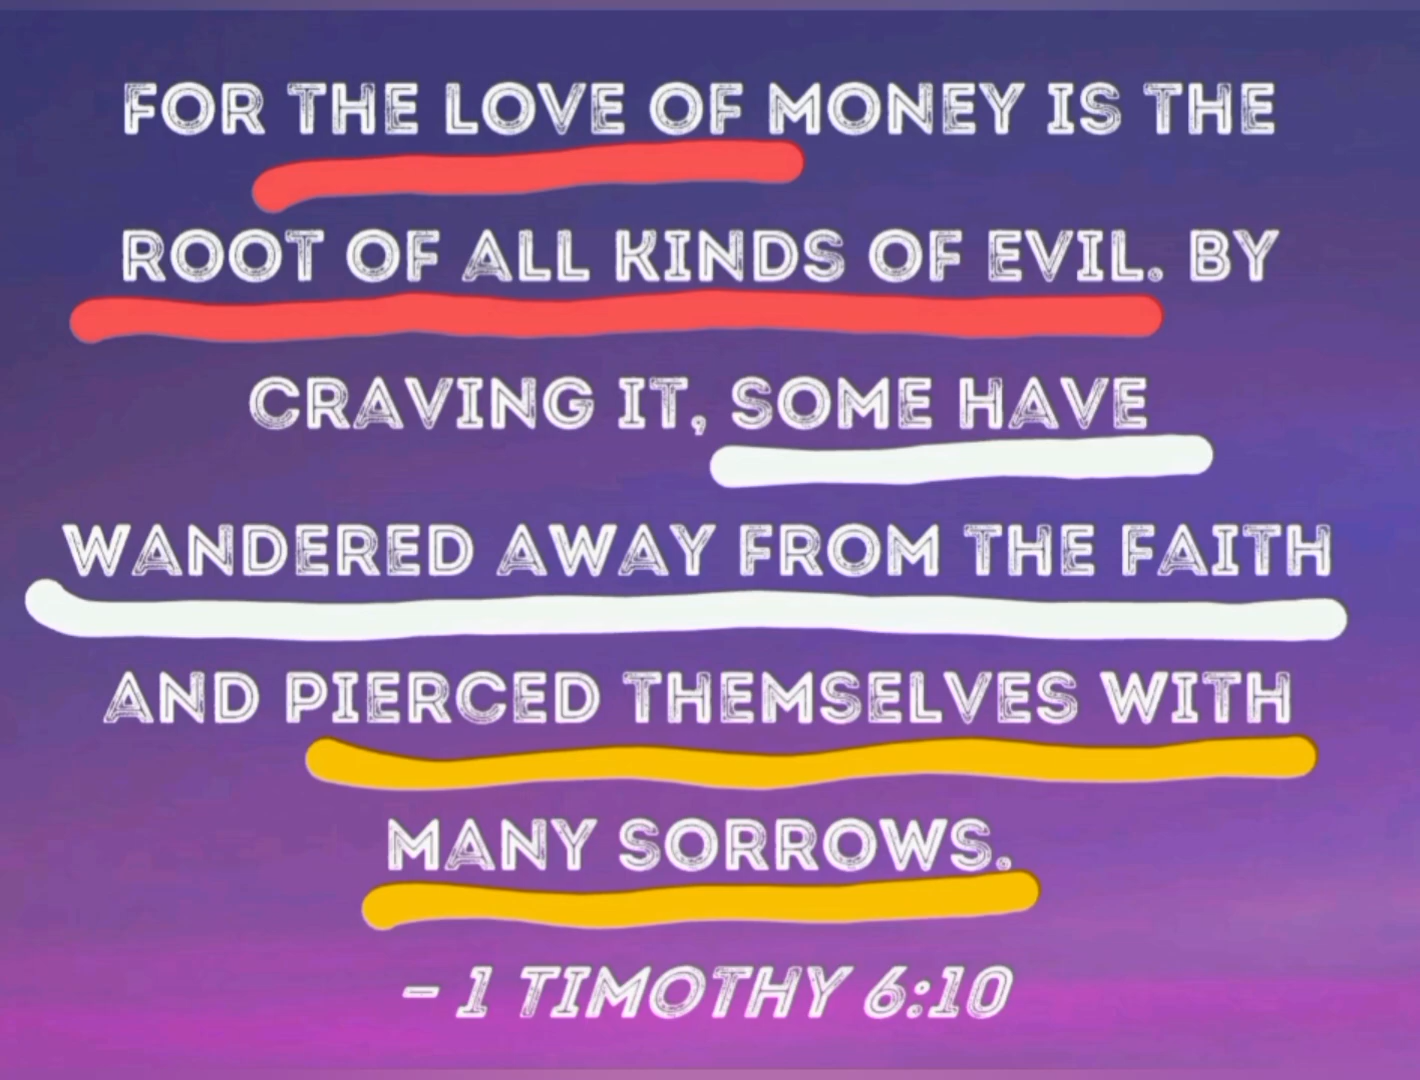 FOR THE LOVE OF MONEY IS THE
ROOT OF ALL KINDS OF EVIL. BY
CRAVING IT, SOME HAVE
WANDERED AWAY FROM THE FAITH
AND PIERCED THEMSELVES WITH
MANY SORROWS.
– 1 TIMOTHY 6:10